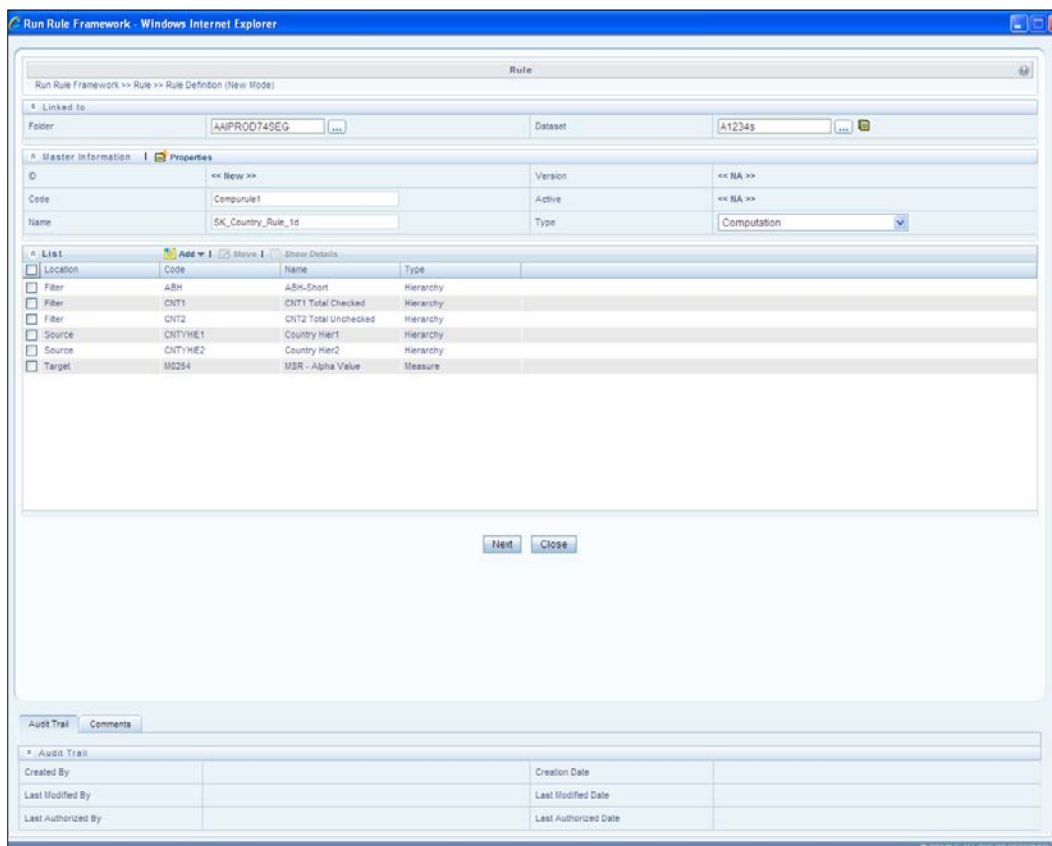 Run Rule Framework - Windows Internet Explorer
Rule
Run Rule Framework >> Rule >> Rule Definition (New Mode)
Linked to
Folder AAIPROD74SEG ... Dataset A1234s ...
Master Information | Properties
ID << New >> Version << NA >>
Code Compurule1 Active << NA >>
Name SK_Country_Rule_1d Type Computation
List Add | Move | Show Details
Location Code Name Type
Filter ABH ABH-Short Hierarchy
Filter CNT1 CNT1 Total Checked Hierarchy
Filter CNT2 CNT2 Total Unchecked Hierarchy
Source CNTYHIE1 Country Hier1 Hierarchy
Source CNTYHIE2 Country Hier2 Hierarchy
Target M0254 MSR - Alpha Value Measure
Next Close
Audit Trail Comments
Audit Trail
Created By Creation Date
Last Modified By Last Modified Date
Last Authorized By Last Authorized Date